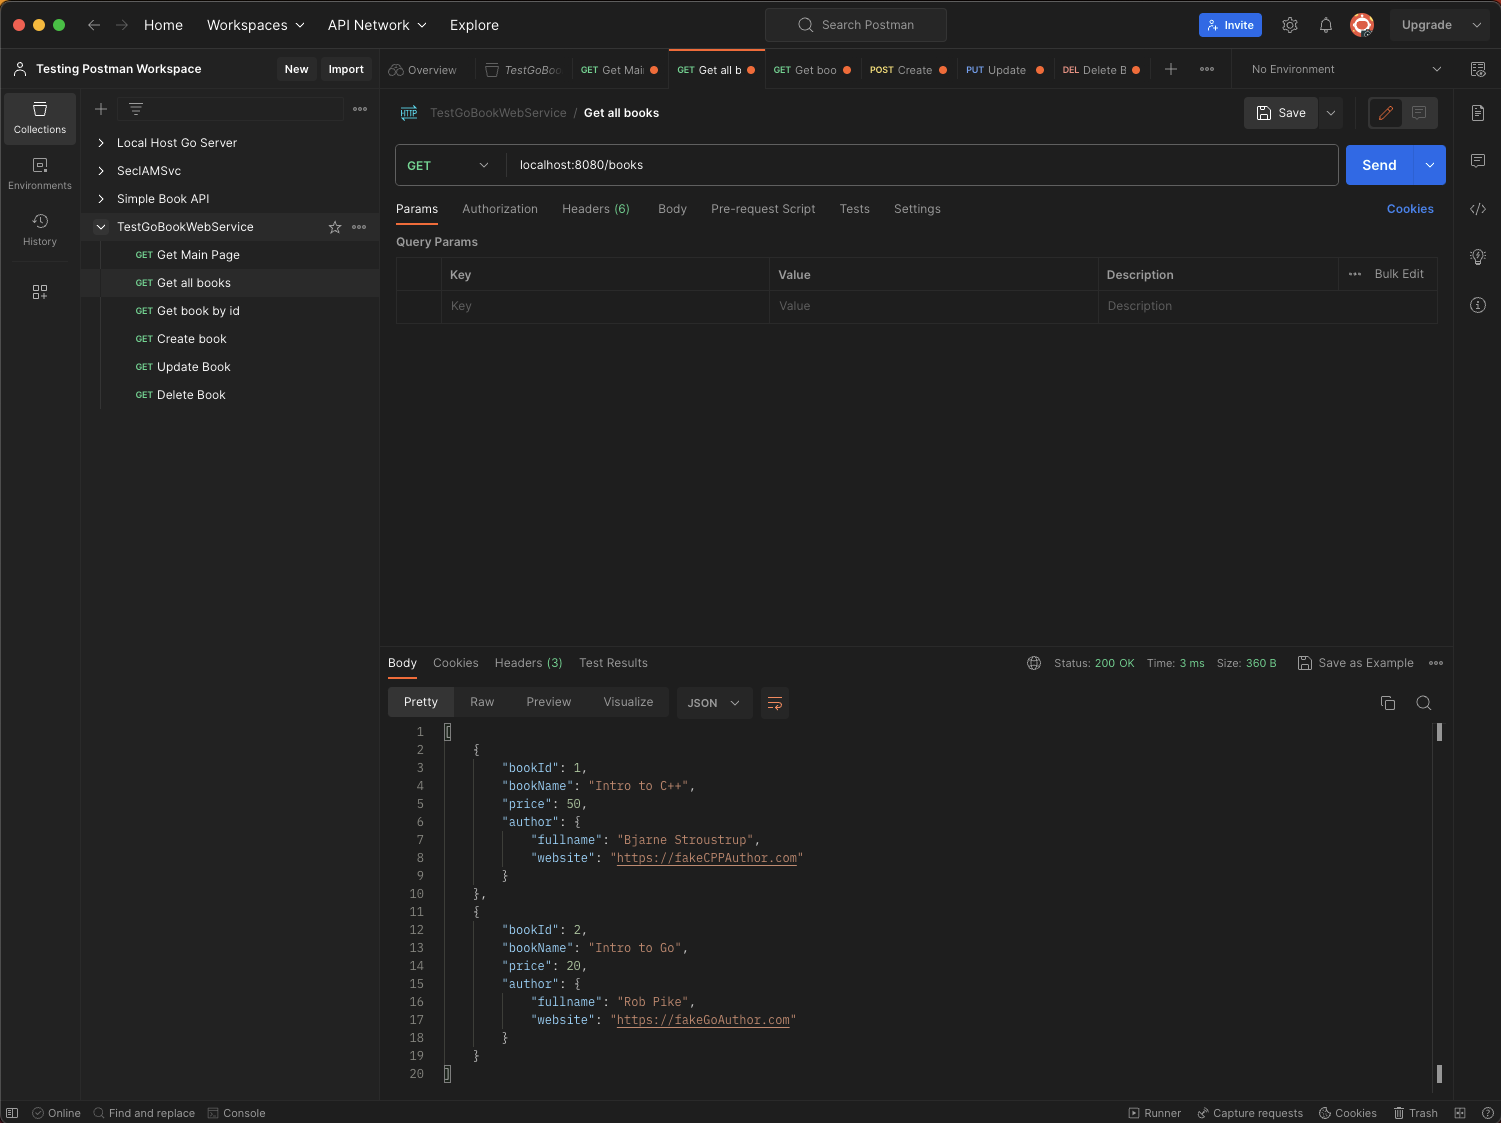 Home Workspaces API Network Explore Search Postman Invite Upgrade
Testing Postman Workspace New Import Overview TestGoBoo GET Get Mai GET Get all b GET Get boo POST Create PUT Update DEL Delete B No Environment
Collections
Environments
History
Local Host Go Server
SecIAMSvc
Simple Book API
TestGoBookWebService
GET Get Main Page
GET Get all books
GET Get book by id
GET Create book
GET Update Book
GET Delete Book
HTTP TestGoBookWebService / Get all books Save
GET localhost:8080/books Send
Params Authorization Headers (6) Body Pre-request Script Tests Settings Cookies
Query Params
Key Value Description Bulk Edit
Key Value Description
Body Cookies Headers (3) Test Results Status: 200 OK Time: 3 ms Size: 360 B Save as Example
Pretty Raw Preview Visualize JSON
1 [
2 {
3 "bookId": 1,
4 "bookName": "Intro to C++",
5 "price": 50,
6 "author": {
7 "fullname": "Bjarne Stroustrup",
8 "website": "https://fakeCPPAuthor.com"
9 }
10 },
11 {
12 "bookId": 2,
13 "bookName": "Intro to Go",
14 "price": 20,
15 "author": {
16 "fullname": "Rob Pike",
17 "website": "https://fakeGoAuthor.com"
18 }
19 }
20 ]
Online Find and replace Console Runner Capture requests Cookies Trash